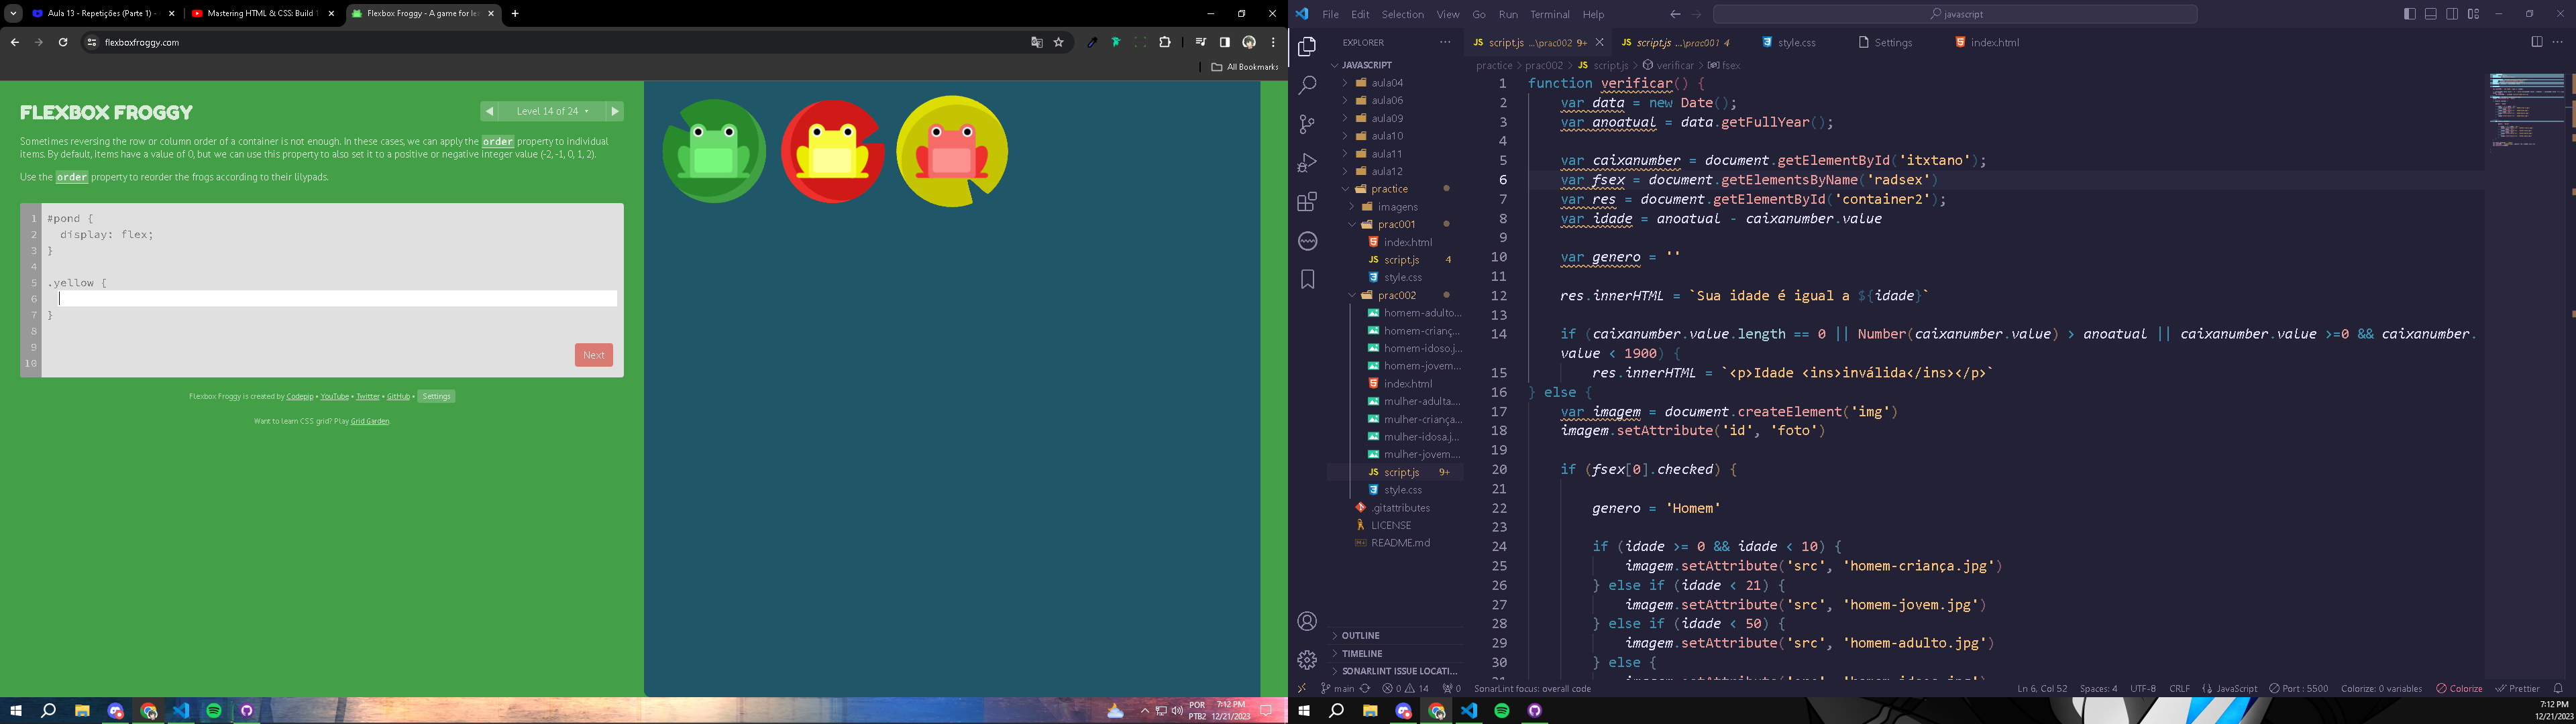 Aula 13 - Repetições (Parte 1) -
Mastering HTML & CSS: Build 1
Flexbox Froggy - A game for le
flexboxfroggy.com
All Bookmarks
FLEXBOX FROGGY
Level 14 of 24
Sometimes reversing the row or column order of a container is not enough. In these cases, we can apply the order property to individual
items. By default, items have a value of 0, but we can use this property to also set it to a positive or negative integer value (-2, -1, 0, 1, 2).
Use the order property to reorder the frogs according to their lilypads.
1 #pond {
2 display: flex;
3 }
4
5 .yellow {
6
7 }
8
9
10
Next
Flexbox Froggy is created by Codepip • YouTube • Twitter • GitHub • Settings
Want to learn CSS grid? Play Grid Garden.
POR
PTB2
7:12 PM
12/21/2023
File Edit Selection View Go Run Terminal Help
javascript
EXPLORER
JAVASCRIPT
aula04
aula06
aula09
aula10
aula11
aula12
practice
imagens
prac001
index.html
script.js 4
style.css
prac002
homem-adulto...
homem-crianç...
homem-idoso.j...
homem-jovem...
index.html
mulher-adulta....
mulher-criança...
mulher-idosa.j...
mulher-jovem....
script.js 9+
style.css
.gitattributes
LICENSE
README.md
OUTLINE
TIMELINE
SONARLINT ISSUE LOCATI...
script.js ...\prac002 9+
script.js ...\prac001 4
style.css
Settings
index.html
practice > prac002 > JS script.js > verificar > fsex
1 function verificar() {
2 var data = new Date();
3 var anoatual = data.getFullYear();
4
5 var caixanumber = document.getElementById('itxtano');
6 var fsex = document.getElementsByName('radsex')
7 var res = document.getElementById('container2');
8 var idade = anoatual - caixanumber.value
9
10 var genero = ''
11
12 res.innerHTML = `Sua idade é igual a ${idade}`
13
14 if (caixanumber.value.length == 0 || Number(caixanumber.value) > anoatual || caixanumber.value >=0 && caixanumber.
value < 1900) {
15 res.innerHTML = `<p>Idade <ins>inválida</ins></p>`
16 } else {
17 var imagem = document.createElement('img')
18 imagem.setAttribute('id', 'foto')
19
20 if (fsex[0].checked) {
21
22 genero = 'Homem'
23
24 if (idade >= 0 && idade < 10) {
25 imagem.setAttribute('src', 'homem-criança.jpg')
26 } else if (idade < 21) {
27 imagem.setAttribute('src', 'homem-jovem.jpg')
28 } else if (idade < 50) {
29 imagem.setAttribute('src', 'homem-adulto.jpg')
30 } else {
main 0 14 0 SonarLint focus: overall code
Ln 6, Col 52 Spaces: 4 UTF-8 CRLF JavaScript Port : 5500 Colorize: 0 variables Colorize Prettier
7:12 PM
12/21/2023